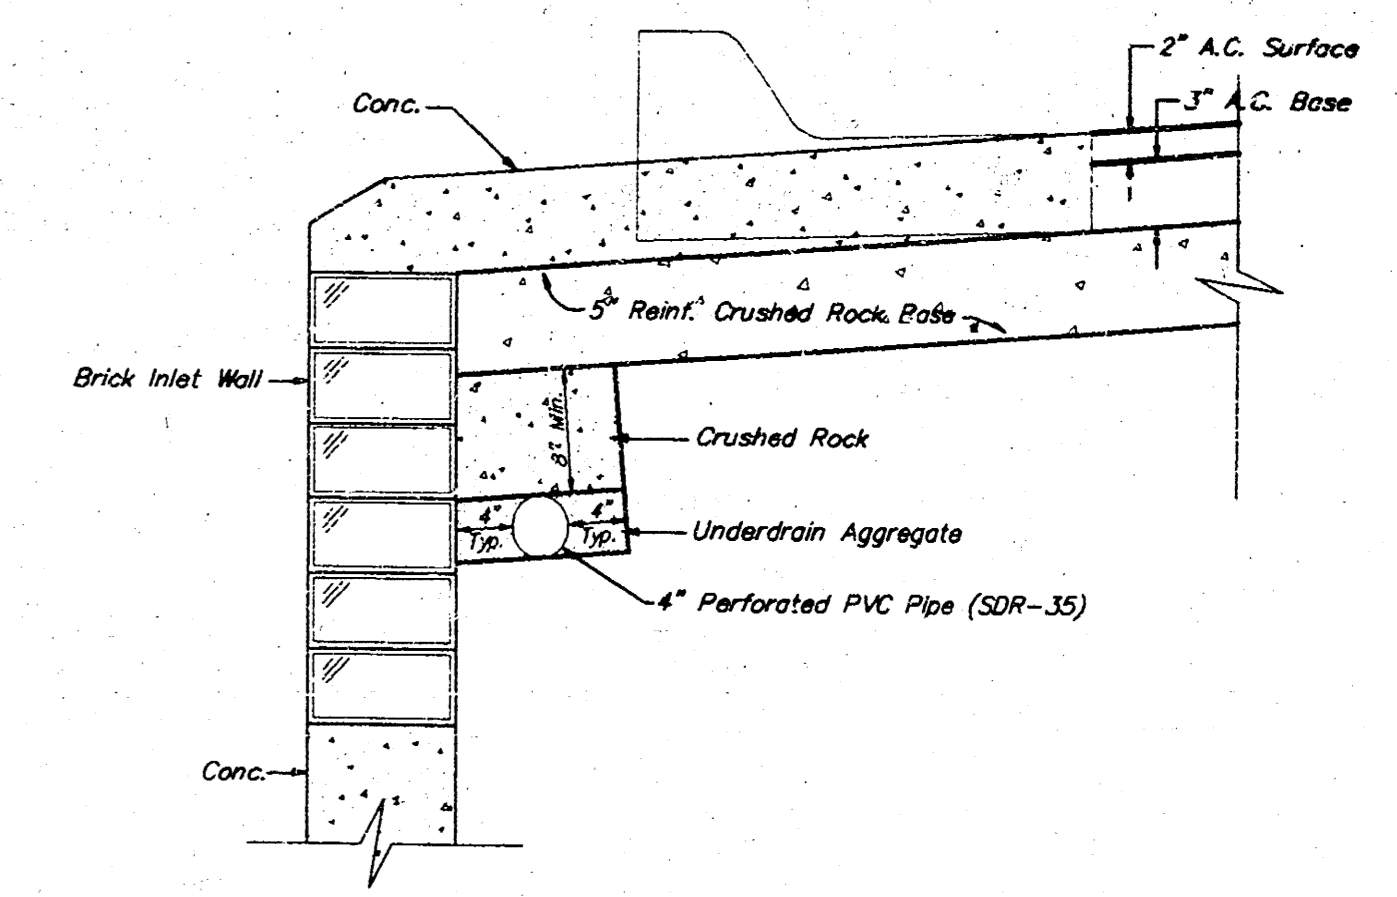 2" A.C. Surface
Conc.
3" A.C. Base
5" Reinf. Crushed Rock Base
Brick Inlet Wall
8" Min.
Crushed Rock
4"
Typ.
4"
Typ.
Underdrain Aggregate
4" Perforated PVC Pipe (SDR-35)
Conc.